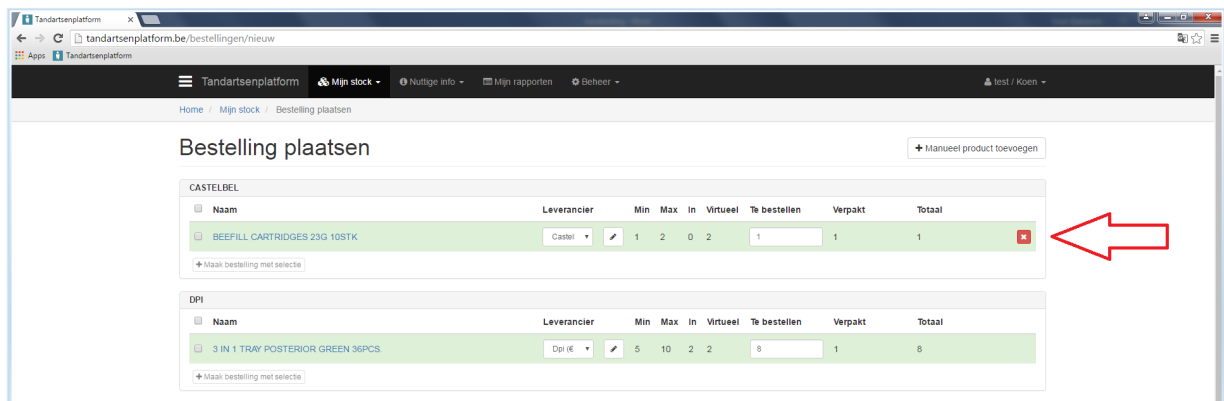 Tandartsenplatform
tandartsenplatform.be/bestellingen/nieuw
Apps Tandartsenplatform
Tandartsenplatform Mijn stock Nuttige info Mijn rapporten Beheer test / Koen
Home / Mijn stock / Bestelling plaatsen
Bestelling plaatsen
+ Manueel product toevoegen
CASTELBEL
Naam Leverancier Min Max In Virtueel Te bestellen Verpakt Totaal
BEEFILL CARTRIDGES 23G 10STK Castel 1 2 0 2 1 1 1
+ Maak bestelling met selectie
DPI
Naam Leverancier Min Max In Virtueel Te bestellen Verpakt Totaal
3 IN 1 TRAY POSTERIOR GREEN 36PCS. Dpi (€ 5 10 2 2 8 1 8
+ Maak bestelling met selectie